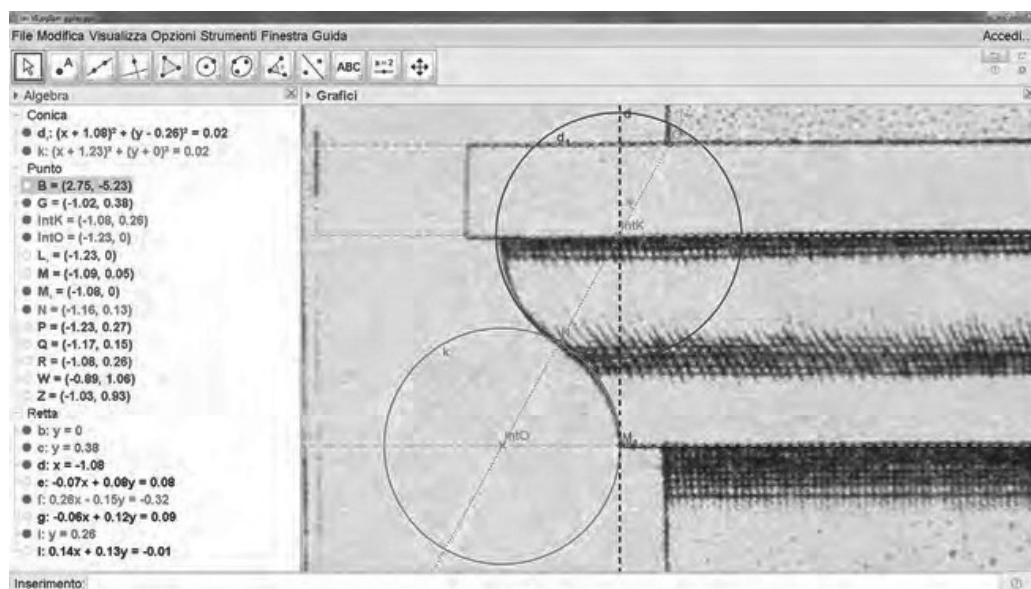 File Modifica Visualizza Opzioni Strumenti Finestra Guida
Accedi..
A
ABC
a=2
Algebra
Grafici
Conica
d₁: (x + 1.08)² + (y - 0.26)² = 0.02
k: (x + 1.23)² + (y + 0)² = 0.02
Punto
B = (2.75, -5.23)
G = (-1.02, 0.38)
IntK = (-1.08, 0.26)
IntO = (-1.23, 0)
L₁ = (-1.23, 0)
M = (-1.09, 0.05)
M₁ = (-1.08, 0)
N = (-1.16, 0.13)
P = (-1.23, 0.27)
Q = (-1.17, 0.15)
R = (-1.08, 0.26)
W = (-0.89, 1.06)
Z = (-1.03, 0.93)
Retta
b: y = 0
c: y = 0.38
d: x = -1.08
e: -0.07x + 0.08y = 0.08
f: 0.26x - 0.15y = -0.32
g: -0.06x + 0.12y = 0.09
i: y = 0.26
l: 0.14x + 0.13y = -0.01
d
d₁
IntK
k
IntO
M₁
Inserimento: